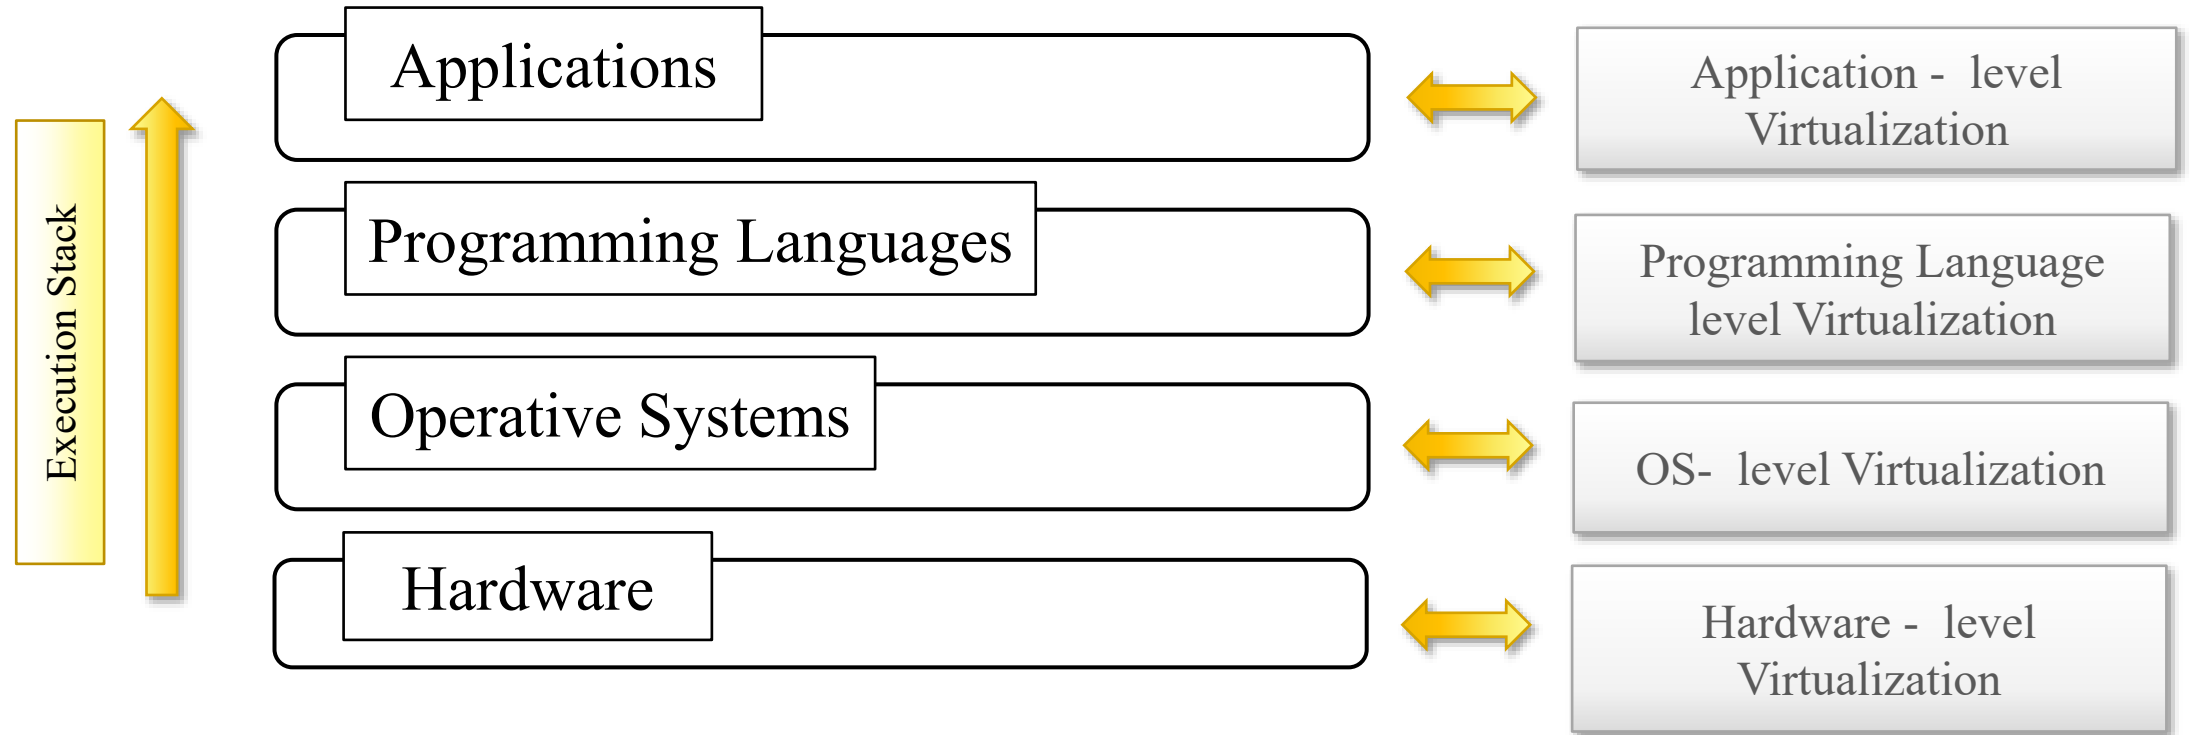 Execution Stack
Applications
Application -  level
Virtualization
Programming Languages
Programming Language
level Virtualization
Operative Systems
OS-  level Virtualization
Hardware
Hardware -  level
Virtualization